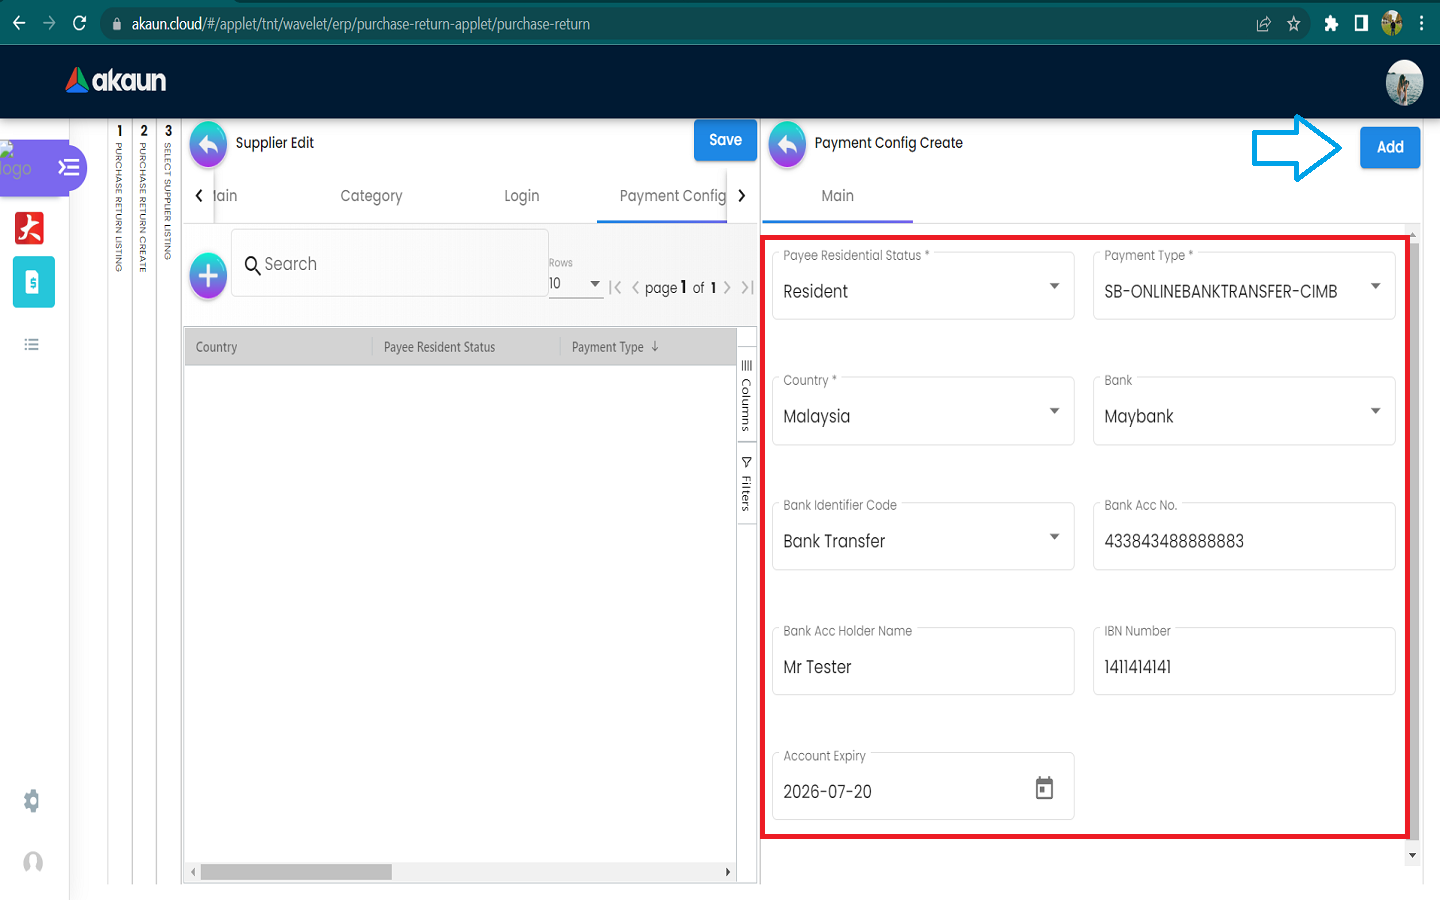 akaun.cloud/#/applet/tnt/wavelet/erp/purchase-return-applet/purchase-return
akaun
logo
1 PURCHASE RETURN LISTING
2 PURCHASE RETURN CREATE
3 SELECT SUPPLIER LISTING
Supplier Edit
Save
Main
Category
Login
Payment Config
Search
Rows
10
page 1 of 1
Country
Payee Resident Status
Payment Type
Columns
Filters
Payment Config Create
Add
Main
Payee Residential Status *
Resident
Payment Type *
SB-ONLINEBANKTRANSFER-CIMB
Country *
Malaysia
Bank
Maybank
Bank Identifier Code
Bank Transfer
Bank Acc No.
433843488888883
Bank Acc Holder Name
Mr Tester
IBN Number
1411414141
Account Expiry
2026-07-20